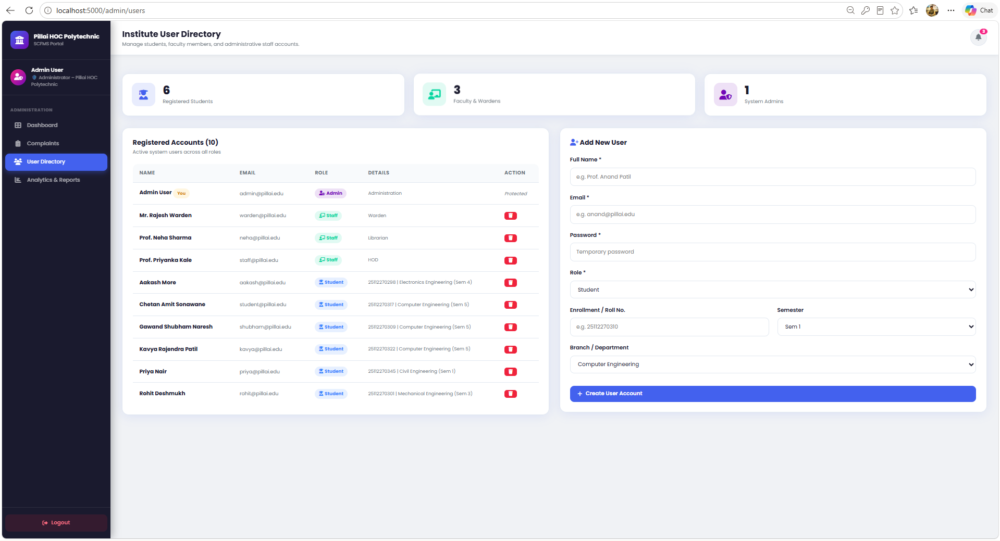 localhost:5000/admin/users
Chat
Pillai HOC Polytechnic
SCFMS Portal
Admin User
Administrator – Pillai HOC
Polytechnic
ADMINISTRATION
Dashboard
Complaints
User Directory
Analytics & Reports
Logout
Institute User Directory
Manage students, faculty members, and administrative staff accounts.
3
6
Registered Students
3
Faculty & Wardens
1
System Admins
Registered Accounts (10)
Active system users across all roles
NAME EMAIL ROLE DETAILS ACTION
Admin User You admin@pillai.edu Admin Administration Protected
Mr. Rajesh Warden warden@pillai.edu Staff Warden
Prof. Neha Sharma neha@pillai.edu Staff Librarian
Prof. Priyanka Kale staff@pillai.edu Staff HOD
Aakash More aakash@pillai.edu Student 25112270298 | Electronics Engineering (Sem 4)
Chetan Amit Sonawane student@pillai.edu Student 25112270317 | Computer Engineering (Sem 5)
Gawand Shubham Naresh shubham@pillai.edu Student 25112270309 | Computer Engineering (Sem 5)
Kavya Rajendra Patil kavya@pillai.edu Student 25112270322 | Computer Engineering (Sem 5)
Priya Nair priya@pillai.edu Student 25112270345 | Civil Engineering (Sem 1)
Rohit Deshmukh rohit@pillai.edu Student 25112270301 | Mechanical Engineering (Sem 3)
Add New User
Full Name *
e.g. Prof. Anand Patil
Email *
e.g. anand@pillai.edu
Password *
Temporary password
Role *
Student
Enrollment / Roll No. Semester
e.g. 25112270310 Sem 1
Branch / Department
Computer Engineering
+ Create User Account